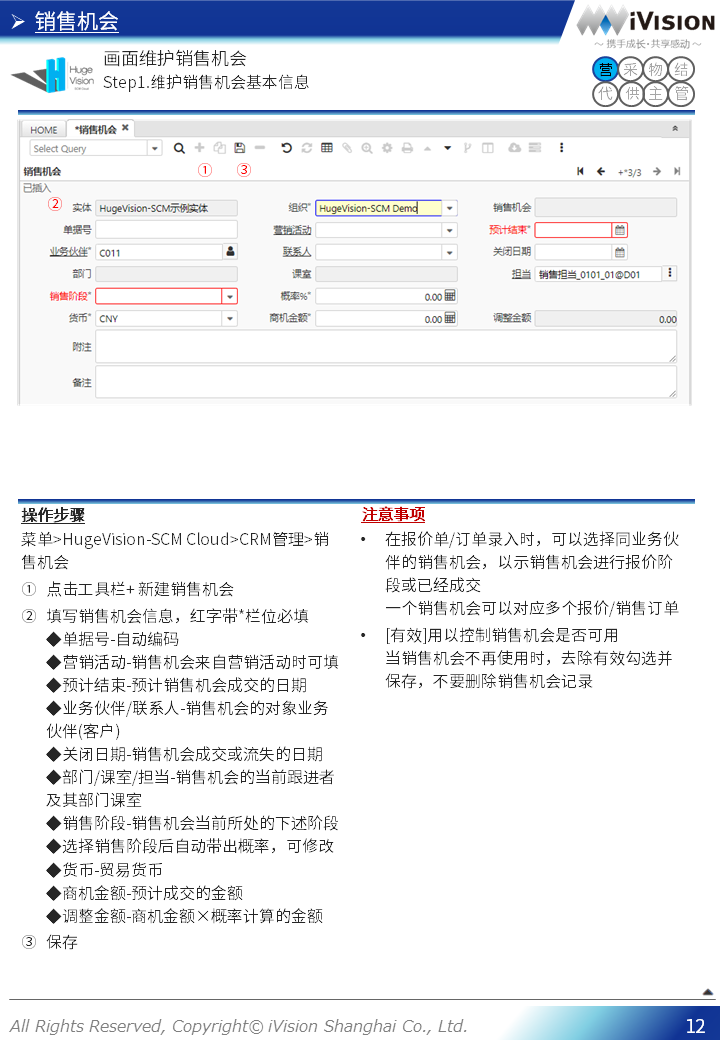 ➢ 销售机会
iVISION
～ 携手成长·共享感动 ～
Huge Vision
画面维护销售机会
Step1.维护销售机会基本信息
营 采 物 结
代 供 主 管
HOME *销售机会
Select Query
① ③
销售机会 +*3/3
已插入
② 实体 HugeVision-SCM示例实体 组织* HugeVision-SCM Demo 销售机会
单据号 营销活动 预计结束*
业务伙伴* C011 联系人 关闭日期
部门 课室 担当 销售担当_0101_01@D01
销售阶段* 概率%* 0.00
货币* CNY 商机金额* 0.00 调整金额 0.00
附注
备注
操作步骤
菜单>HugeVision-SCM Cloud>CRM管理>销
售机会
① 点击工具栏+ 新建销售机会
② 填写销售机会信息，红字带*栏位必填
◆单据号-自动编码
◆营销活动-销售机会来自营销活动时可填
◆预计结束-预计销售机会成交的日期
◆业务伙伴/联系人-销售机会的对象业务
伙伴(客户)
◆关闭日期-销售机会成交或流失的日期
◆部门/课室/担当-销售机会的当前跟进者
及其部门课室
◆销售阶段-销售机会当前所处的下述阶段
◆选择销售阶段后自动带出概率，可修改
◆货币-贸易货币
◆商机金额-预计成交的金额
◆调整金额-商机金额×概率计算的金额
③ 保存
注意事项
• 在报价单/订单录入时，可以选择同业务伙
伴的销售机会，以示销售机会进行报价阶
段或已经成交
一个销售机会可以对应多个报价/销售订单
• [有效]用以控制销售机会是否可用
当销售机会不再使用时，去除有效勾选并
保存，不要删除销售机会记录
All Rights Reserved, Copyright© iVision Shanghai Co., Ltd.
12